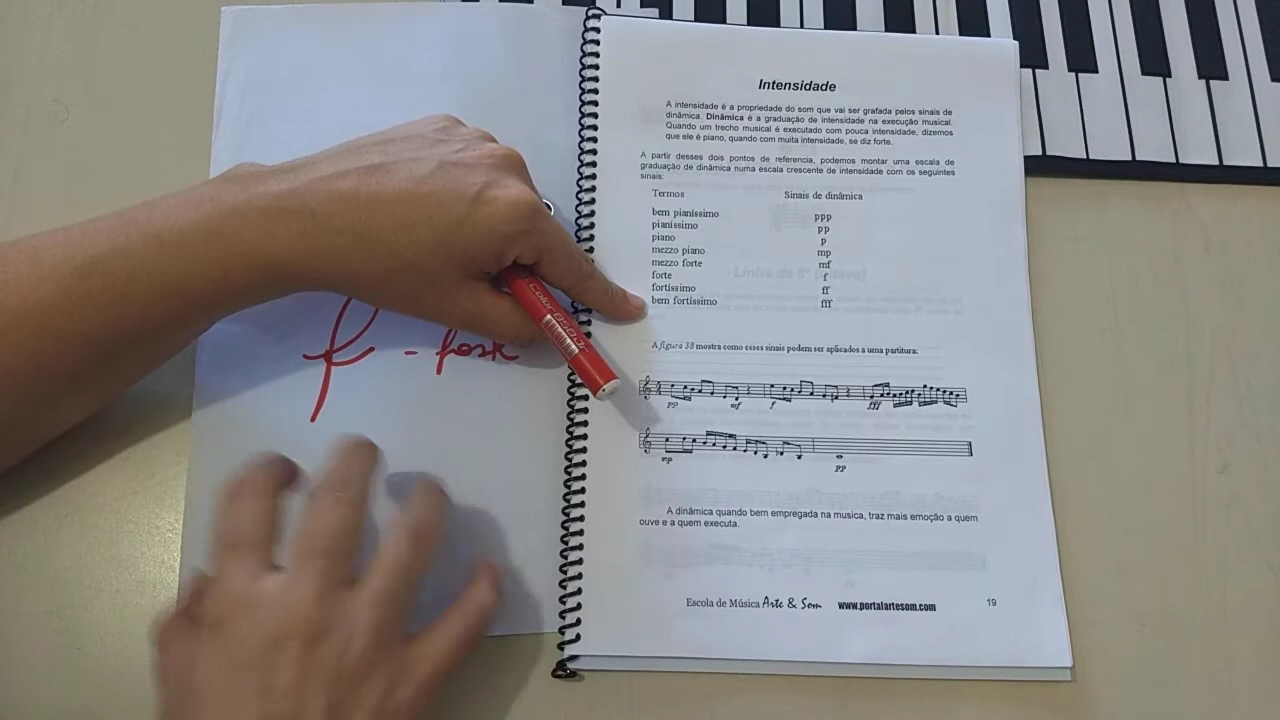 f - forte
color 850 Jr
Intensidade
A intensidade é a propriedade do som que vai ser grafada pelos sinais de
dinâmica. Dinâmica é a graduação de intensidade na execução musical.
Quando um trecho musical é executado com pouca intensidade, dizemos
que ele é piano, quando com muita intensidade, se diz forte.
A partir desses dois pontos de referencia, podemos montar uma escala de
graduação de dinâmica numa escala crescente de intensidade com os seguintes
sinais:
Termos Sinais de dinâmica
bem pianíssimo ppp
pianíssimo pp
piano p
mezzo piano mp
mezzo forte mf
forte f
fortíssimo ff
bem fortíssimo fff
A figura 38 mostra como esses sinais podem ser aplicados a uma partitura:
pp mf f fff
mp pp
A dinâmica quando bem empregada na musica, traz mais emoção a quem
ouve e a quem executa.
Escola de Música Arte & Som www.portalartesom.com 19